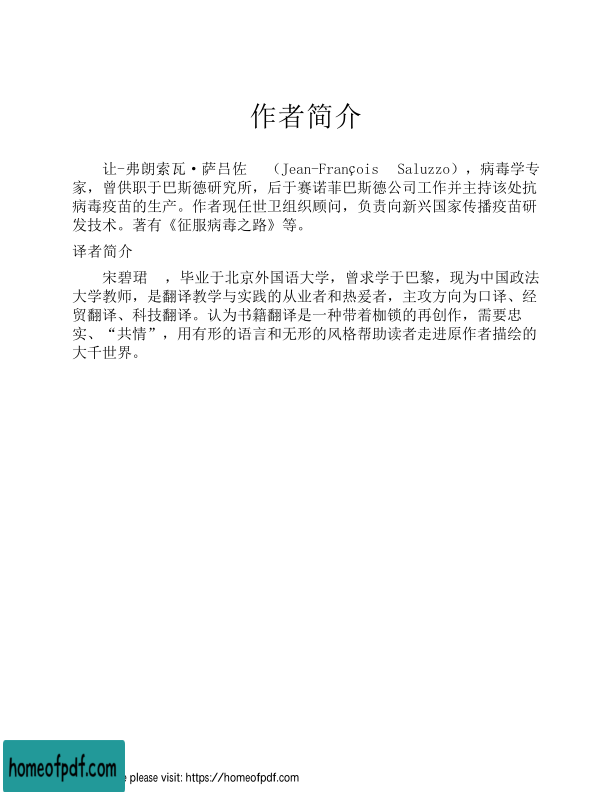 作者简介
让-弗朗索瓦·萨吕佐 （Jean-François Saluzzo），病毒学专
家，曾供职于巴斯德研究所，后于赛诺菲巴斯德公司工作并主持该处抗
病毒疫苗的生产。作者现任世卫组织顾问，负责向新兴国家传播疫苗研
发技术。著有《征服病毒之路》等。
译者简介
宋碧珺 ，毕业于北京外国语大学，曾求学于巴黎，现为中国政法
大学教师，是翻译教学与实践的从业者和热爱者，主攻方向为口译、经
贸翻译、科技翻译。认为书籍翻译是一种带着枷锁的再创作，需要忠
实、“共情”，用有形的语言和无形的风格帮助读者走进原作者描绘的
大千世界。
homeofpdf.com
please visit: https://homeofpdf.com